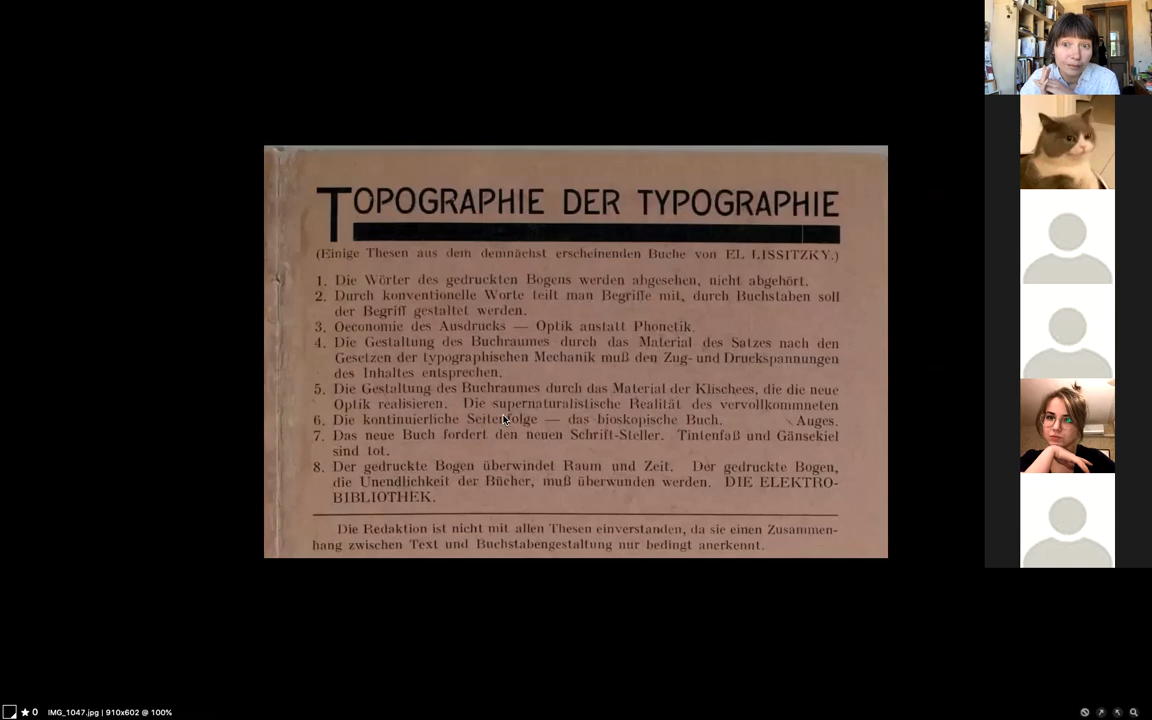 TOPOGRAPHIE DER TYPOGRAPHIE
(Einige Thesen aus dem demnächst erscheinenden Buche von EL LISSITZKY.)
1. Die Wörter des gedruckten Bogens werden abgesehen, nicht abgehört.
2. Durch konventionelle Worte teilt man Begriffe mit, durch Buchstaben soll
der Begriff gestaltet werden.
3. Oeconomie des Ausdrucks — Optik anstatt Phonetik.
4. Die Gestaltung des Buchraumes durch das Material des Satzes nach den
Gesetzen der typographischen Mechanik muß den Zug- und Druckspannungen
des Inhaltes entsprechen.
5. Die Gestaltung des Buchraumes durch das Material der Klischees, die die neue
Optik realisieren. Die supernaturalistische Realität des vervollkommneten
6. Die kontinuierliche Seitenfolge — das bioskopische Buch. \ Auges.
7. Das neue Buch fordert den neuen Schrift-Steller. Tintenfaß und Gänsekiel
sind tot.
8. Der gedruckte Bogen überwindet Raum und Zeit. Der gedruckte Bogen,
die Unendlichkeit der Bücher, muß überwunden werden. DIE ELEKTRO-
BIBLIOTHEK.
Die Redaktion ist nicht mit allen Thesen einverstanden, da sie einen Zusammen-
hang zwischen Text und Buchstabengestaltung nur bedingt anerkennt.
0 IMG_1047.jpg | 910x602 @ 100%